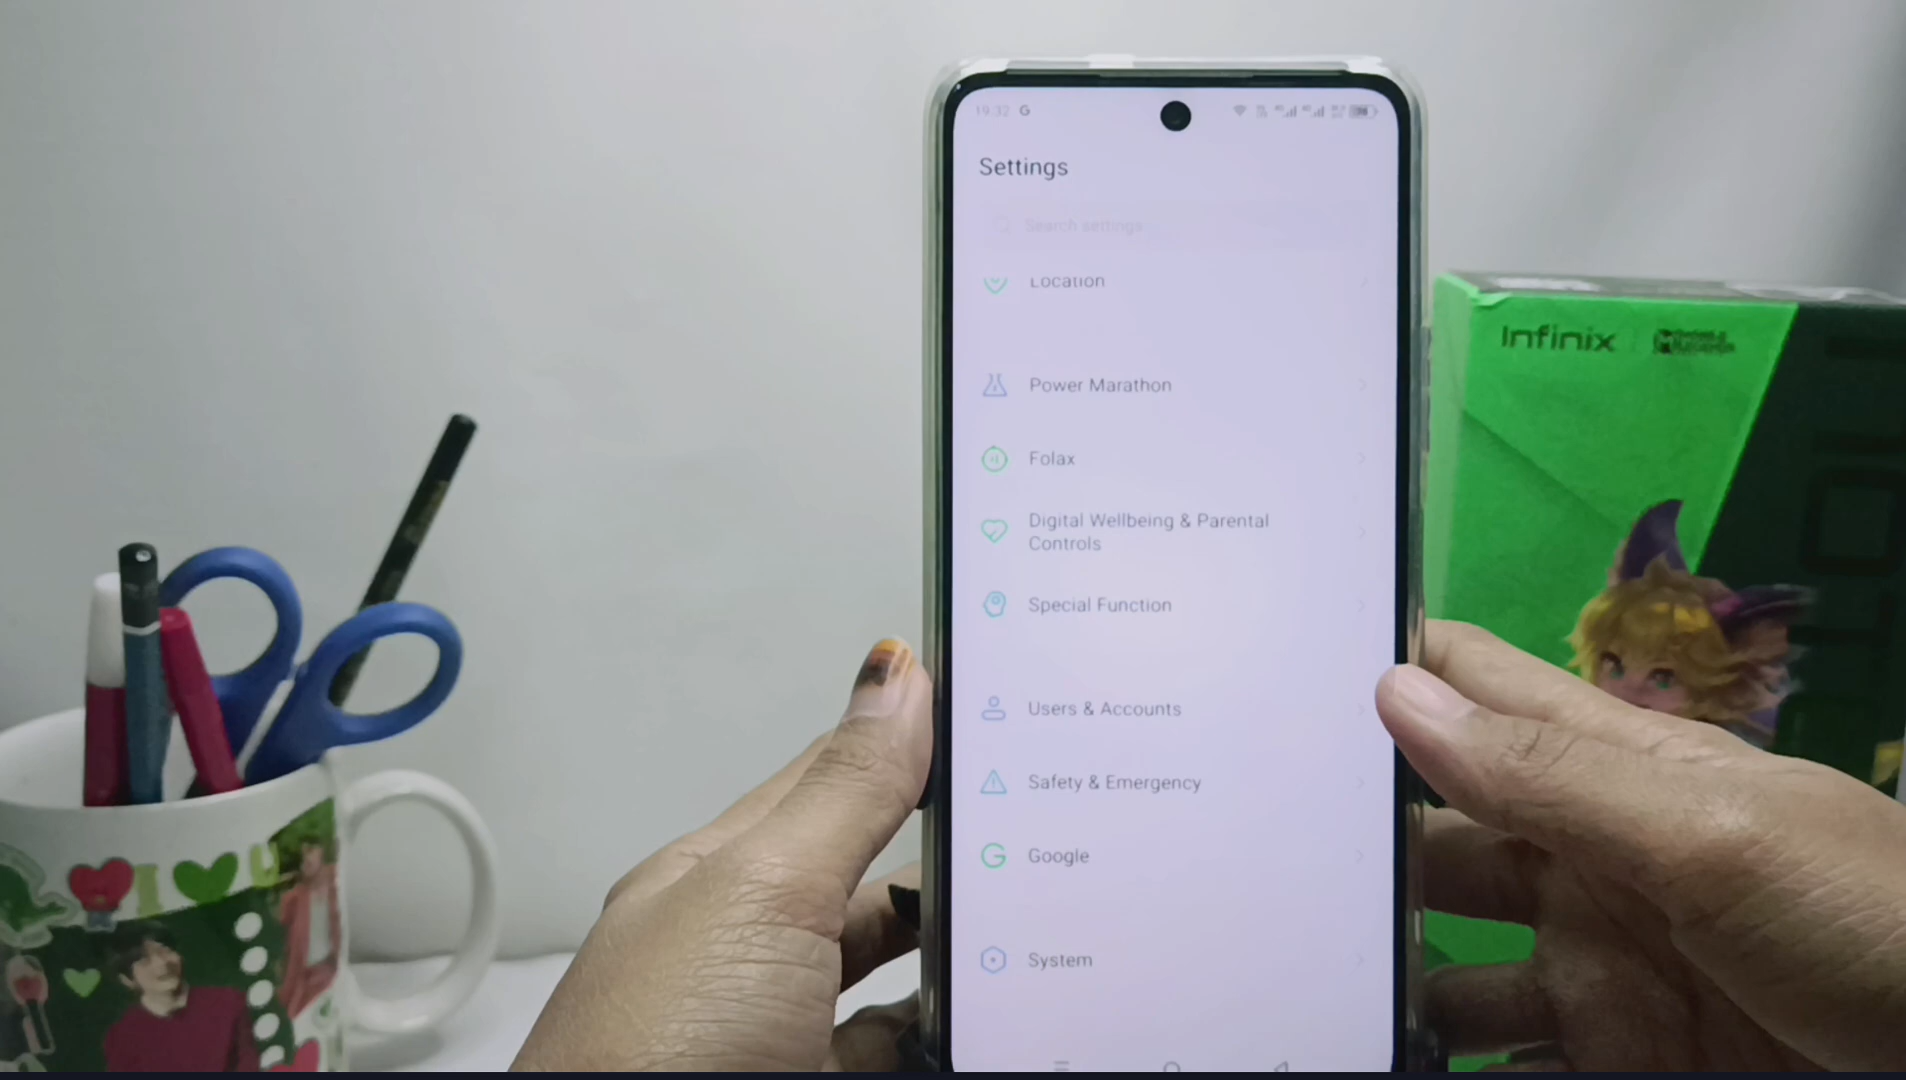 19:32 G
Settings
Search settings
Location
Power Marathon
Folax
Digital Wellbeing & Parental
Controls
Special Function
Users & Accounts
Safety & Emergency
Google
System
Infinix
I